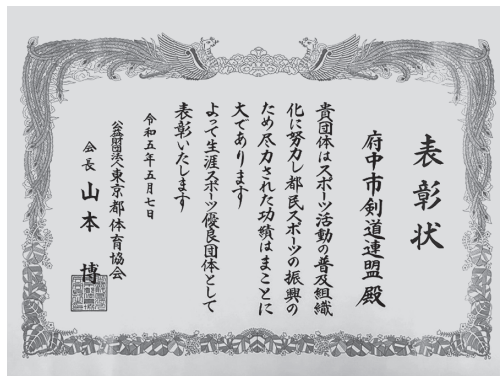 表彰状
府中市剣道連盟 殿
貴団体はスポーツ活動の普及組織
化に努力し都民スポーツの振興の
ため尽力された功績はまことに
大であります
よって生涯スポーツ優良団体として
表彰いたします
令和五年五月七日
公益財団法人東京都体育協会
会長 山本 博